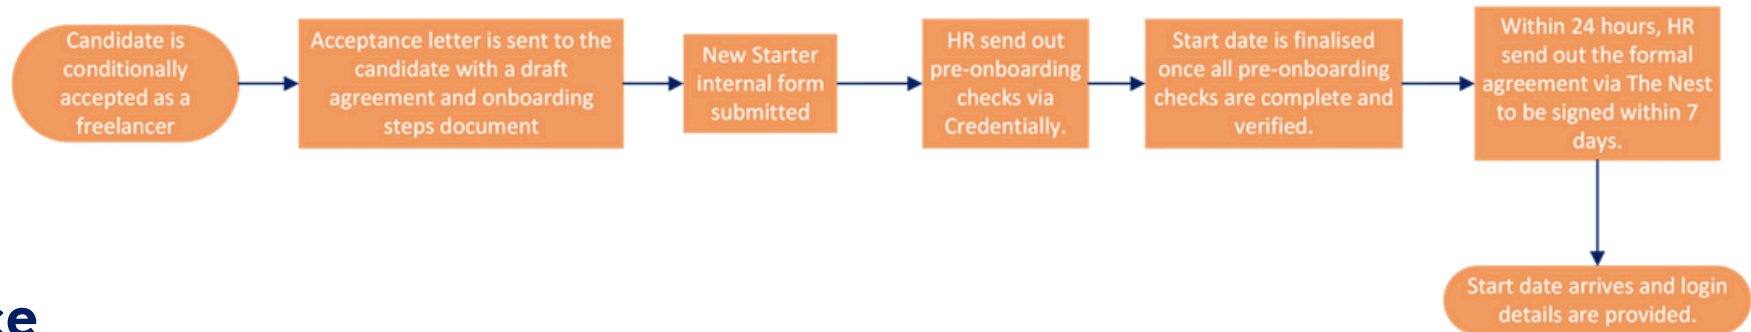 Candidate is
conditionally
accepted as a
freelancer
Acceptance letter is sent to the
candidate with a draft
agreement and onboarding
steps document
New Starter
internal form
submitted
HR send out
pre-onboarding
checks via
Credentially.
Start date is finalised
once all pre-onboarding
checks are complete and
verified.
Within 24 hours, HR
send out the formal
agreement via The Nest
to be signed within 7
days.
Start date arrives and login
details are provided.